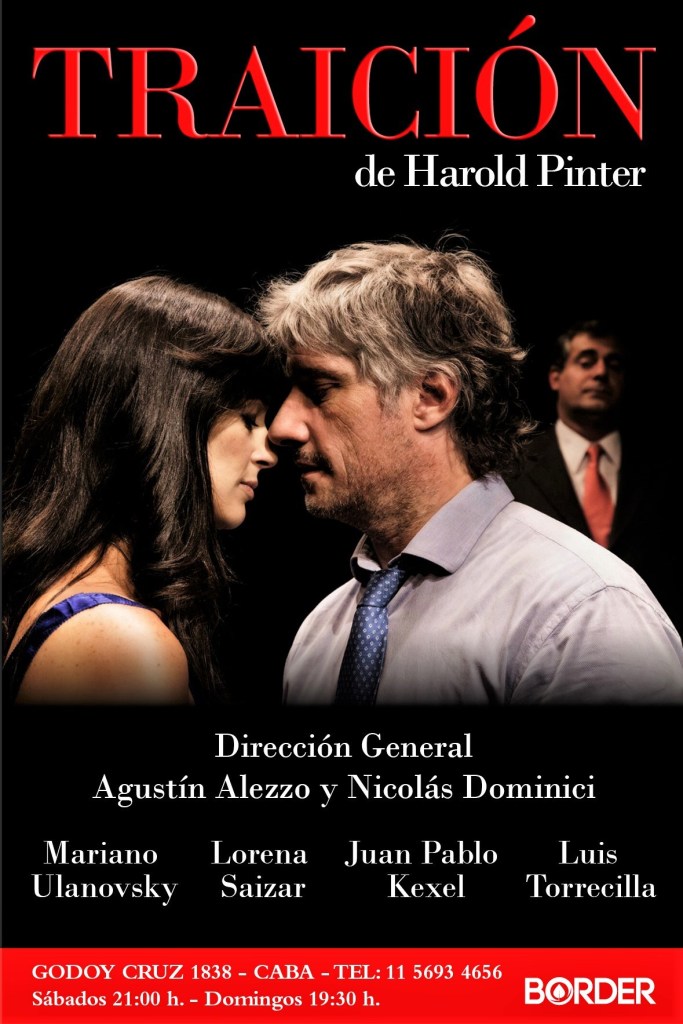 TRAICIÓN
de Harold Pinter
Dirección General
Agustín Alezzo y Nicolás Dominici
Mariano Ulanovsky
Lorena Saizar
Juan Pablo Kexel
Luis Torrecilla
GODOY CRUZ 1838 - CABA - TEL: 11 5693 4656
Sábados 21:00 h. - Domingos 19:30 h.
BORDER